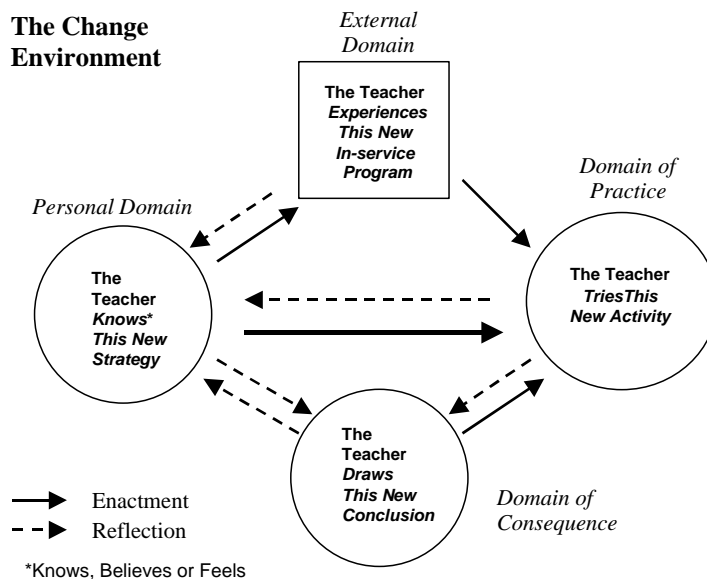 The Change
Environment
External
Domain
The Teacher
Experiences
This New
In-service
Program
Domain of
Practice
Personal Domain
The
Teacher
Knows*
This New
Strategy
The Teacher
TriesThis
New Activity
The
Teacher
Draws
This New
Conclusion
Domain of
Consequence
Enactment
Reflection
*Knows, Believes or Feels